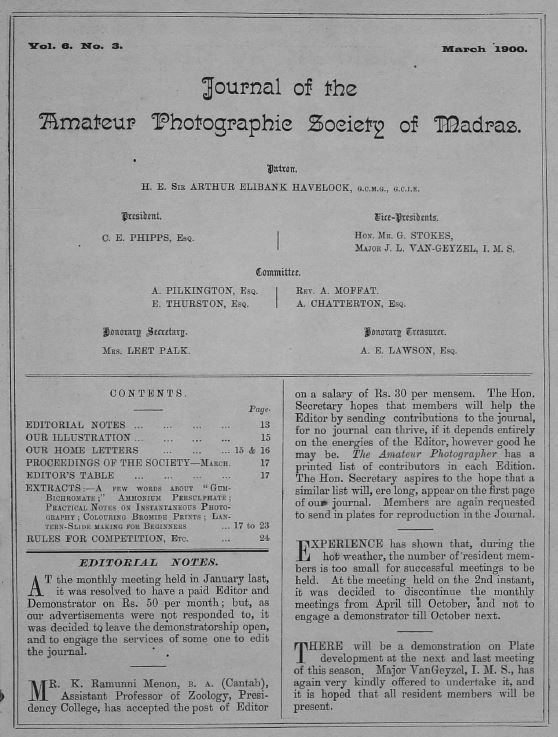 Vol. 6. No. 3.
March 1900.
Journal of the
Amateur Photographic Society of Madras.
Patron.
H. E. SIR ARTHUR ELIBANK HAVELOCK, G.C.M.G., G.C.I.E.
President.
C. E. PHIPPS, ESQ.
Vice-Presidents.
HON. MR. G. STOKES,
MAJOR J. L. VAN-GEYZEL, I. M. S.
Committee.
A. PILKINGTON, ESQ.
E. THURSTON, ESQ.
REV. A. MOFFAT.
A. CHATTERTON, ESQ.
Honorary Secretary.
MRS. LEET PALK.
Honorary Treasurer.
A. E. LAWSON, ESQ.
CONTENTS.
Page.
EDITORIAL NOTES ... ... ... ... 13
OUR ILLUSTRATION ... ... ... ... 15
OUR HOME LETTERS ... ... ... 15 & 16
PROCEEDINGS OF THE SOCIETY—MARCH. 17
EDITOR'S TABLE ... ... ... ... 17
EXTRACTS :—A FEW WORDS ABOUT "GUM-
BICHROMATE ;" AMMONIUM PERSULPHATE ;
PRACTICAL NOTES ON INSTANTANEOUS PHOTO-
GRAPHY ; COLOURING BROMIDE PRINTS ; LAN-
TERN-SLIDE MAKING FOR BEGINNERS ... 17 to 23
RULES FOR COMPETITION, ETC. ... 24
EDITORIAL NOTES.
AT the monthly meeting held in January last,
it was resolved to have a paid Editor and
Demonstrator on Rs. 50 per month ; but, as
our advertisements were not responded to, it
was decided to leave the demonstratorship open,
and to engage the services of some one to edit
the journal.
MR. K. Ramunni Menon, B. A. (Cantab),
Assistant Professor of Zoology, Presi-
dency College, has accepted the post of Editor
on a salary of Rs. 30 per mensem. The Hon.
Secretary hopes that members will help the
Editor by sending contributions to the journal,
for no journal can thrive, if it depends entirely
on the energies of the Editor, however good he
may be. The Amateur Photographer has a
printed list of contributors in each Edition.
The Hon. Secretary aspires to the hope that a
similar list will, ere long, appear on the first page
of our journal. Members are again requested
to send in plates for reproduction in the Journal.
EXPERIENCE has shown that, during the
hot weather, the number of resident mem-
bers is too small for successful meetings to be
held. At the meeting held on the 2nd instant,
it was decided to discontinue the monthly
meetings from April till October, and not to
engage a demonstrator till October next.
THERE will be a demonstration on Plate
development at the next and last meeting
of this season. Major VanGeyzel, I. M. S., has
again very kindly offered to undertake it, and
it is hoped that all resident members will be
present.